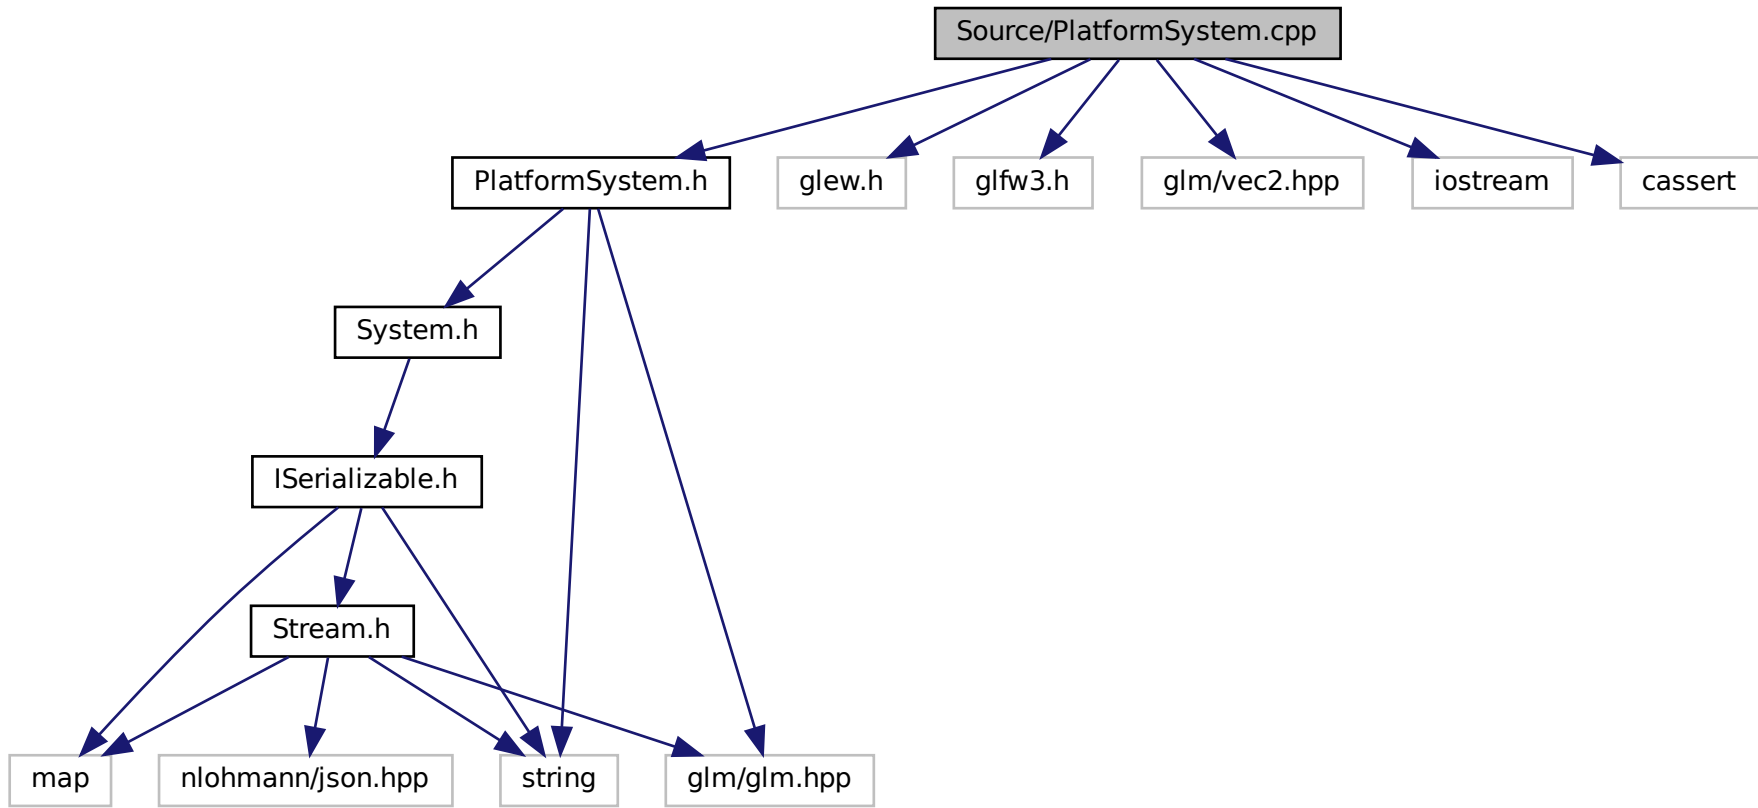 Source/PlatformSystem.cpp
PlatformSystem.h
glew.h
glfw3.h
glm/vec2.hpp
iostream
cassert
System.h
ISerializable.h
Stream.h
map
nlohmann/json.hpp
string
glm/glm.hpp